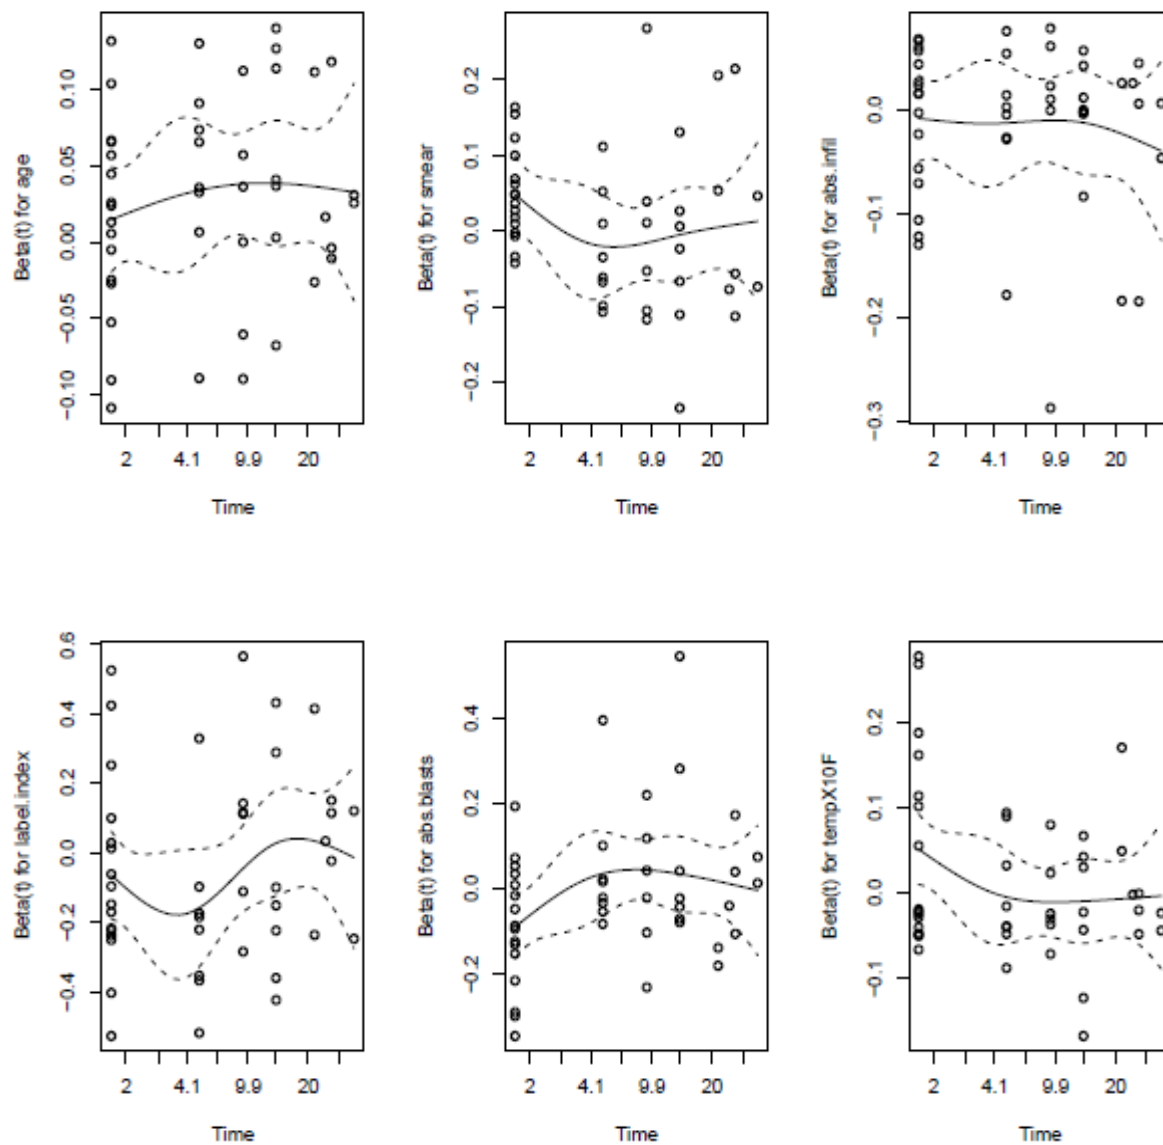 Beta(t) for age
0.10
0.05
0.00
−0.05
−0.10
2 4.1 9.9 20
Time
Beta(t) for smear
0.2
0.1
0.0
−0.1
−0.2
2 4.1 9.9 20
Time
Beta(t) for abs.infil
0.0
−0.1
−0.2
−0.3
2 4.1 9.9 20
Time
Beta(t) for label.index
0.6
0.4
0.2
0.0
−0.2
−0.4
2 4.1 9.9 20
Time
Beta(t) for abs.blasts
0.4
0.2
0.0
−0.2
2 4.1 9.9 20
Time
Beta(t) for tempX10F
0.2
0.1
0.0
−0.1
2 4.1 9.9 20
Time